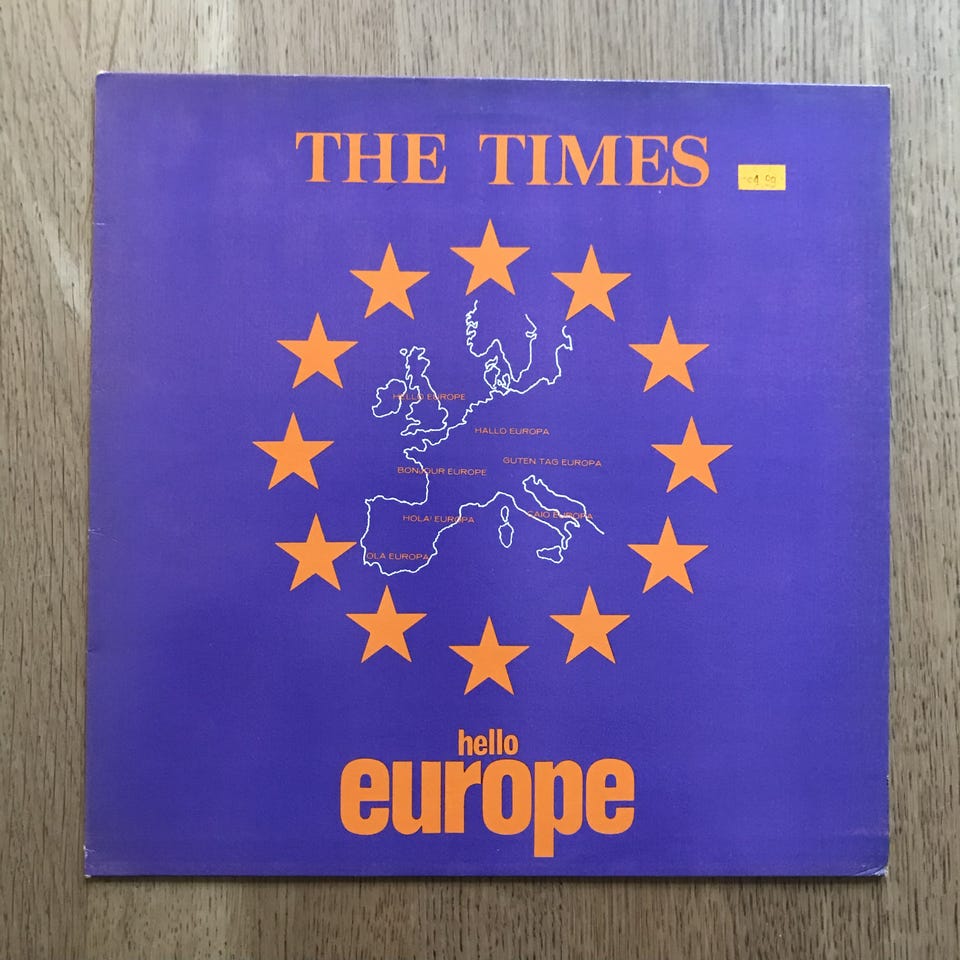 THE TIMES
HELLO EUROPE
HALLO EUROPA
GUTEN TAG EUROPA
BONJOUR EUROPE
HOLA! EUROPA
CAIO EUROPA
OLA EUROPA
hello
europe